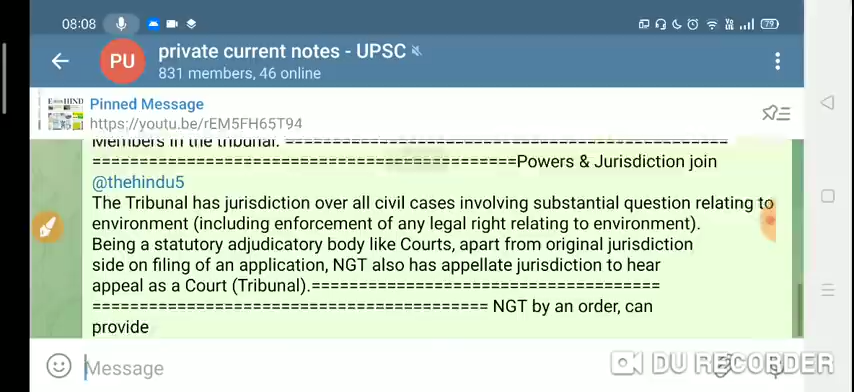 08:08
79
PU
private current notes - UPSC
831 members, 46 online
Pinned Message
https://youtu.be/rEM5FH65T94
Members in the tribunal. ==================================================
================================================Powers & Jurisdiction join
@thehindu5
The Tribunal has jurisdiction over all civil cases involving substantial question relating to
environment (including enforcement of any legal right relating to environment).
Being a statutory adjudicatory body like Courts, apart from original jurisdiction
side on filing of an application, NGT also has appellate jurisdiction to hear
appeal as a Court (Tribunal).=======================================
============================================= NGT by an order, can
provide
Message
DU RECORDER